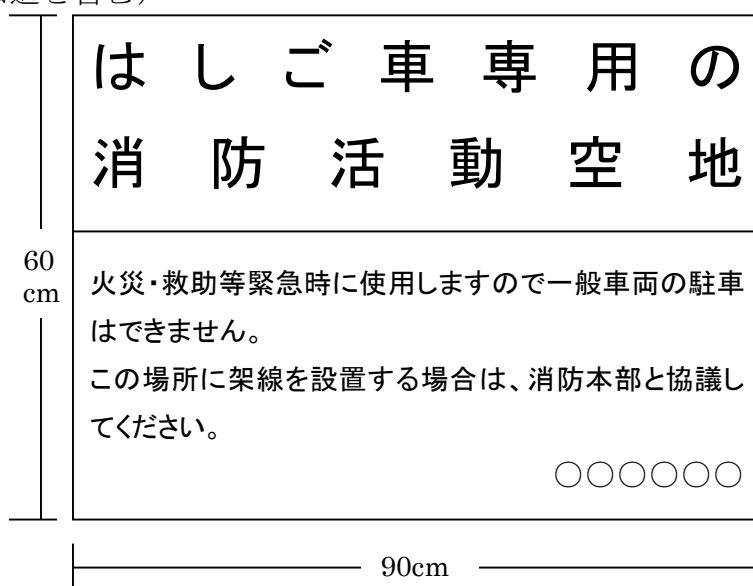 はしご車専用の
消防活動空地
60
cm
火災・救助等緊急時に使用しますので一般車両の駐車
はできません。
この場所に架線を設置する場合は、消防本部と協議し
てください。
○○○○○○
90cm